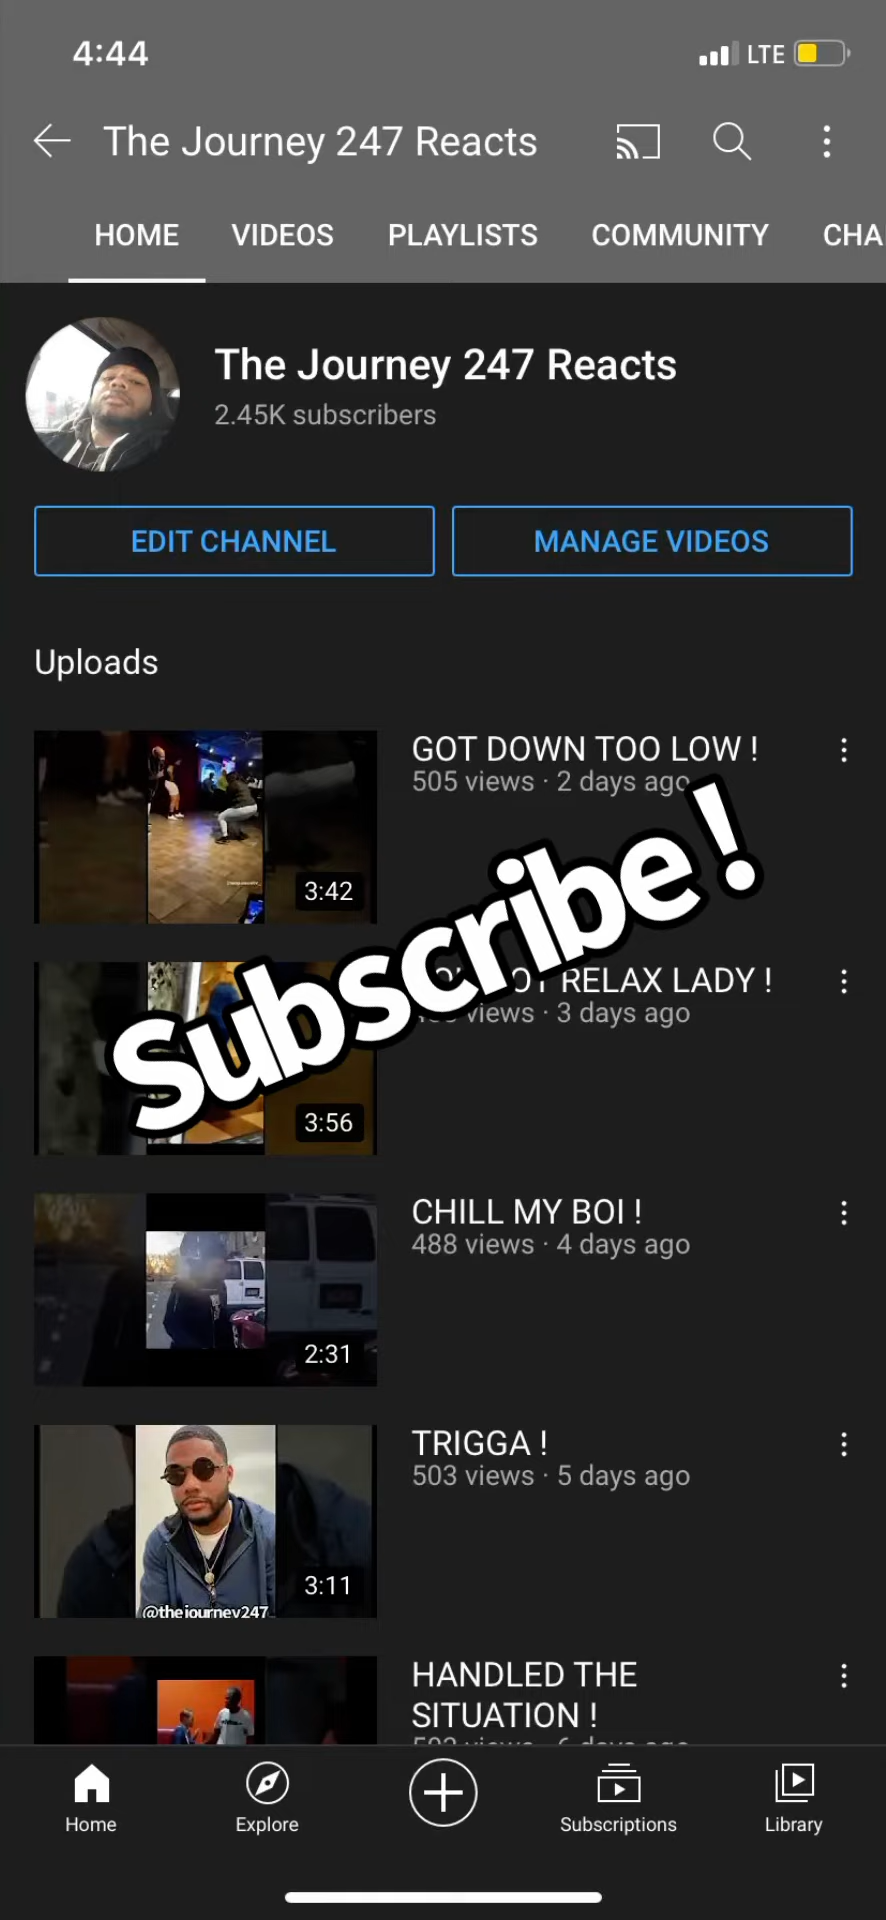 4:44
LTE
The Journey 247 Reacts
HOME VIDEOS PLAYLISTS COMMUNITY CHA
The Journey 247 Reacts
2.45K subscribers
EDIT CHANNEL MANAGE VIDEOS
Uploads
GOT DOWN TOO LOW !
505 views · 2 days ago
3:42
Subscribe!
RELAX LADY !
views · 3 days ago
3:56
CHILL MY BOI !
488 views · 4 days ago
2:31
TRIGGA !
503 views · 5 days ago
3:11
@thejourney247_
HANDLED THE
SITUATION !
Home Explore Subscriptions Library